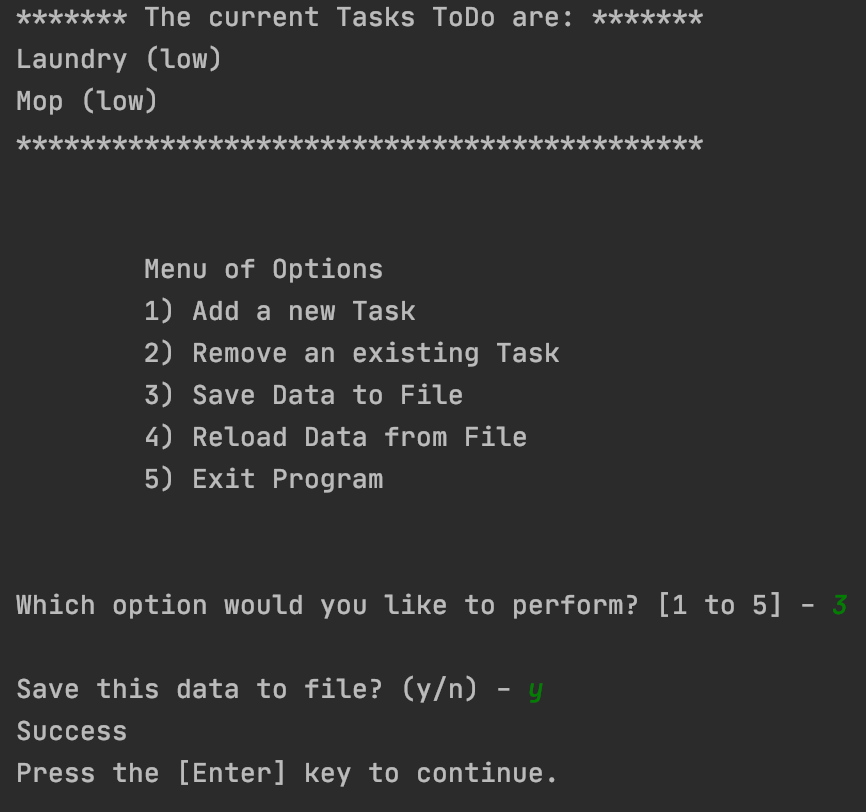 ******* The current Tasks ToDo are: *******
Laundry (low)
Mop (low)
*******************************************
Menu of Options
1) Add a new Task
2) Remove an existing Task
3) Save Data to File
4) Reload Data from File
5) Exit Program
Which option would you like to perform? [1 to 5] - 3
Save this data to file? (y/n) - y
Success
Press the [Enter] key to continue.